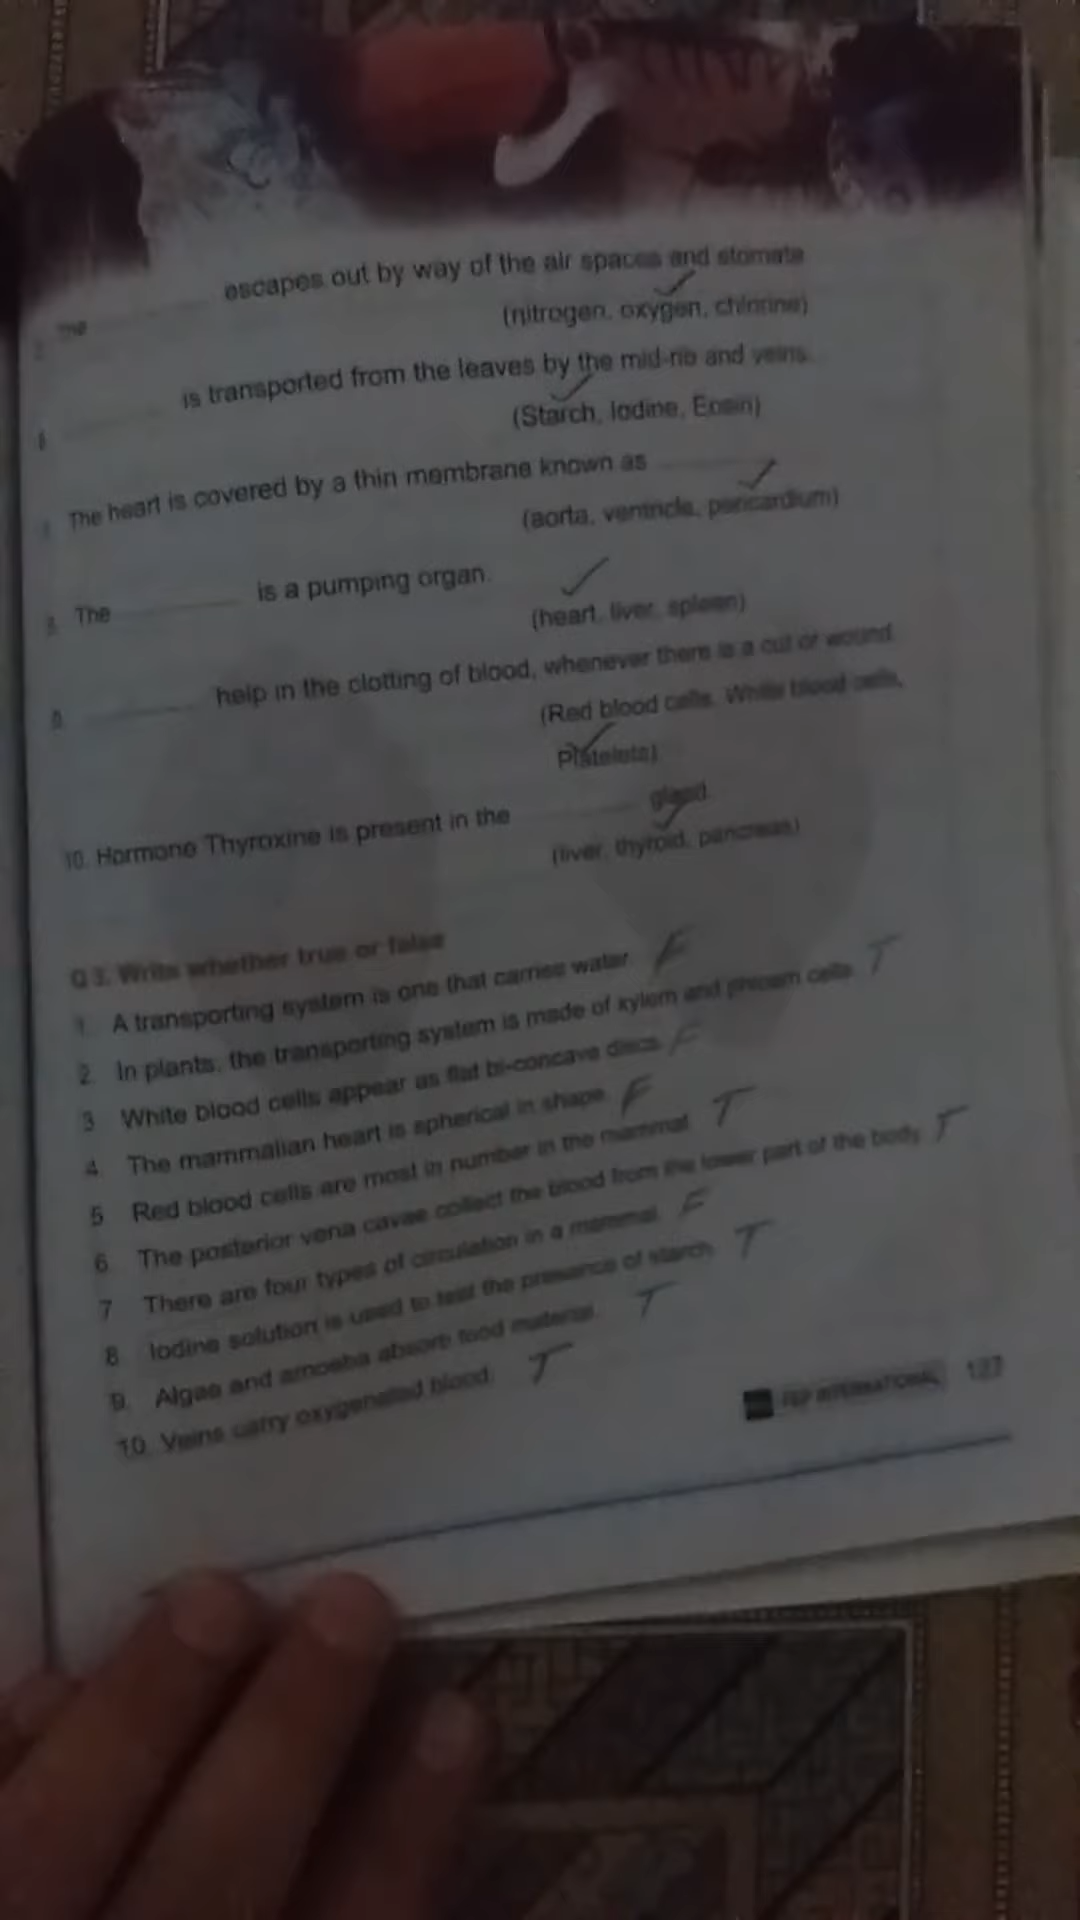 The escapes out by way of the air spaces and stomata
(nitrogen, oxygen, chlorine)
is transported from the leaves by the mid-rib and veins.
(Starch, Iodine, Eosin)
The heart is covered by a thin membrane known as
(aorta, ventricle, pericardium)
8. The is a pumping organ.
(heart, liver, spleen)
9. help in the clotting of blood, whenever there is a cut or wound.
(Red blood cells, White blood cells,
Platelets)
10. Hormone Thyroxine is present in the gland.
(liver, thyroid, pancreas)
Q 3. Write whether true or false
1. A transporting system is one that carries water. F
2. In plants, the transporting system is made of xylem and phloem cells. T
3 White blood cells appear as flat bi-concave discs. F
4 The mammalian heart is spherical in shape. F
5 Red blood cells are most in number in the mammal. T
6 The posterior vena cavae collect the blood from the lower part of the body. T
7 There are four types of circulation in a mammal. F
8 Iodine solution is used to test the presence of starch. T
9. Algae and amoeba absorb food material. T
10. Veins carry oxygenated blood. T
INTERNATIONAL 127